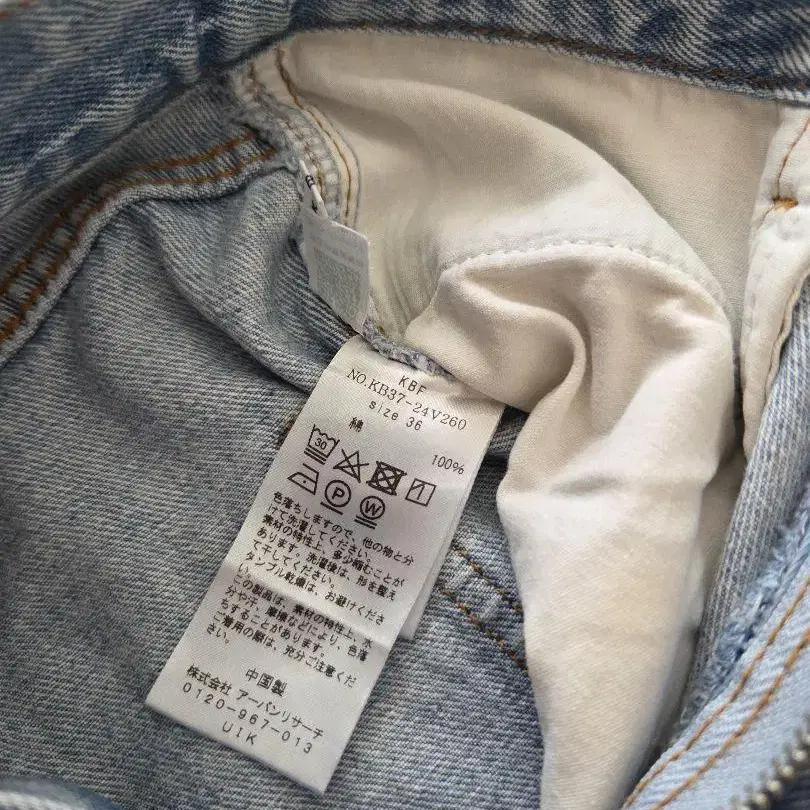 KBF
NO.KB37-24V260
size 36
綿 100%
30
P W
色落ちしますので、他の物と分
けて洗濯してください。
素材の特性上、多少縮むことが
あります。洗濯後は、形を整え
て干してください。
タンブル乾燥は、お避けくださ
い。
この製品は、素材の特性上、水
分や汗、摩擦などにより、色落
ちすることがあります。
ご着用の際は、充分ご注意くだ
さい。
中国製
株式会社 アーバンリサーチ
0120-967-013
UIK